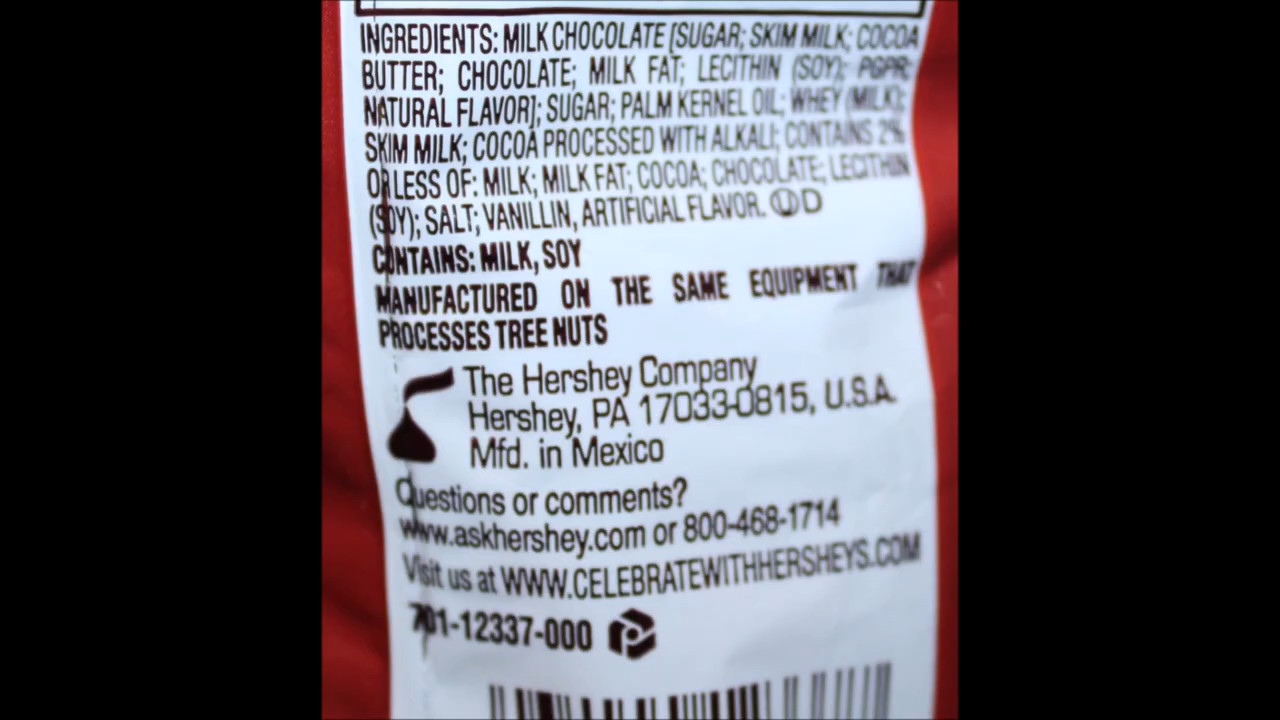 INGREDIENTS: MILK CHOCOLATE [SUGAR; SKIM MILK; COCOA
BUTTER; CHOCOLATE; MILK FAT; LECITHIN (SOY); PGPR;
NATURAL FLAVOR]; SUGAR; PALM KERNEL OIL; WHEY (MILK);
SKIM MILK; COCOA PROCESSED WITH ALKALI; CONTAINS 2%
OR LESS OF: MILK; MILK FAT; COCOA; CHOCOLATE; LECITHIN
(SOY); SALT; VANILLIN, ARTIFICIAL FLAVOR. Ⓤ D
CONTAINS: MILK, SOY
MANUFACTURED ON THE SAME EQUIPMENT THAT
PROCESSES TREE NUTS
The Hershey Company
Hershey, PA 17033-0815, U.S.A.
Mfd. in Mexico
Questions or comments?
www.askhershey.com or 800-468-1714
Visit us at WWW.CELEBRATEWITHHERSHEYS.COM
701-12337-000